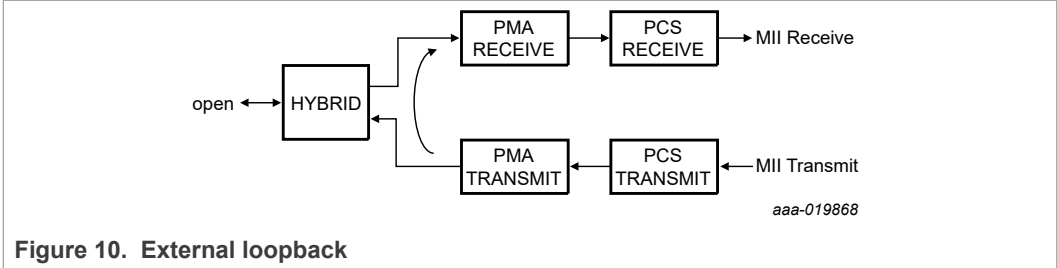 PMA
RECEIVE
PCS
RECEIVE
MII Receive
open
HYBRID
PMA
TRANSMIT
PCS
TRANSMIT
MII Transmit
aaa-019868
Figure 10. External loopback